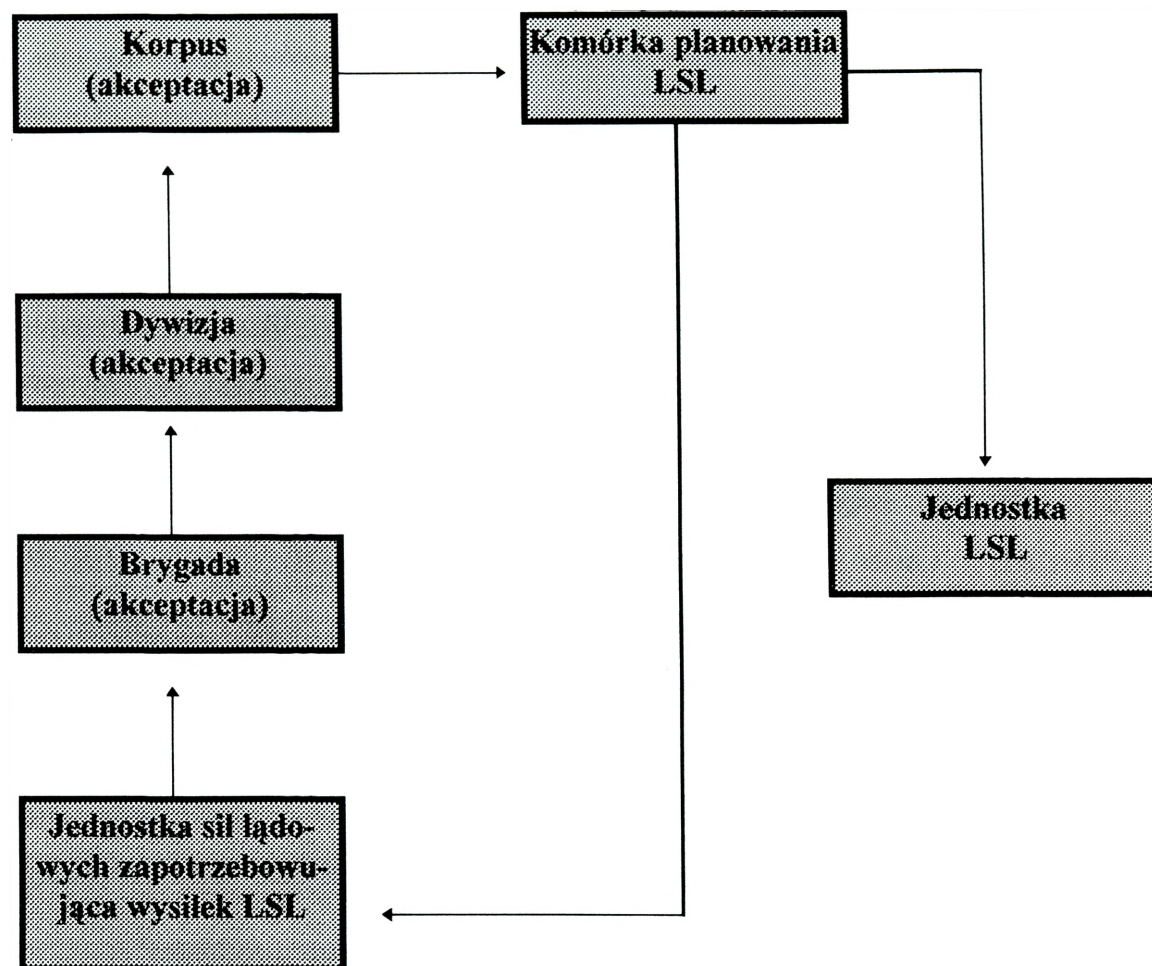 Korpus
(akceptacja)
Komórka planowania
LSL
Dywizja
(akceptacja)
Jednostka
LSL
Brygada
(akceptacja)
Jednostka sił lądo-
wych zapotrzebowu-
jąca wysiłek LSL